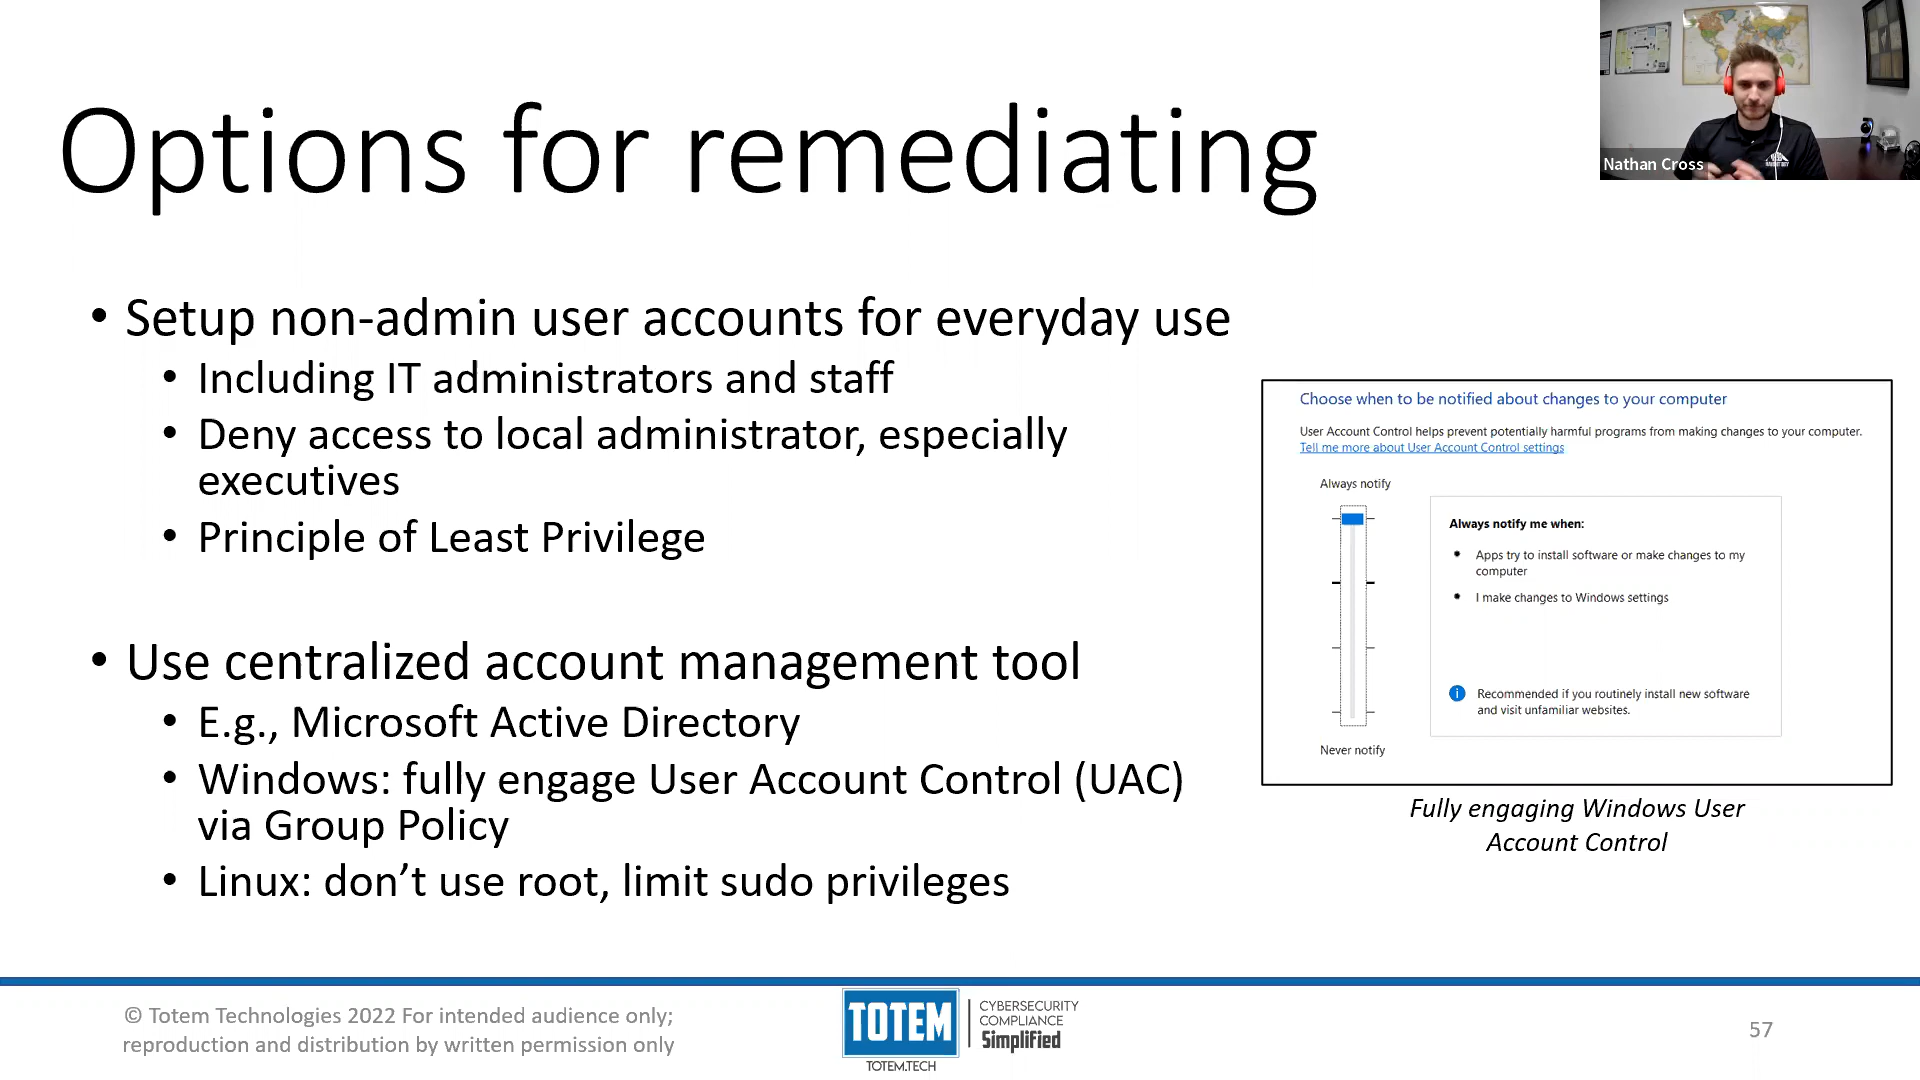 Nathan Cross
Options for remediating
• Setup non-admin user accounts for everyday use
• Including IT administrators and staff
• Deny access to local administrator, especially
executives
• Principle of Least Privilege
• Use centralized account management tool
• E.g., Microsoft Active Directory
• Windows: fully engage User Account Control (UAC)
via Group Policy
• Linux: don’t use root, limit sudo privileges
Choose when to be notified about changes to your computer
User Account Control helps prevent potentially harmful programs from making changes to your computer.
Tell me more about User Account Control settings
Always notify
Always notify me when:
• Apps try to install software or make changes to my
computer
• I make changes to Windows settings
Recommended if you routinely install new software
and visit unfamiliar websites.
Never notify
Fully engaging Windows User
Account Control
© Totem Technologies 2022 For intended audience only;
reproduction and distribution by written permission only
TOTEM
TOTEM.TECH
CYBERSECURITY
COMPLIANCE
Simplified
57